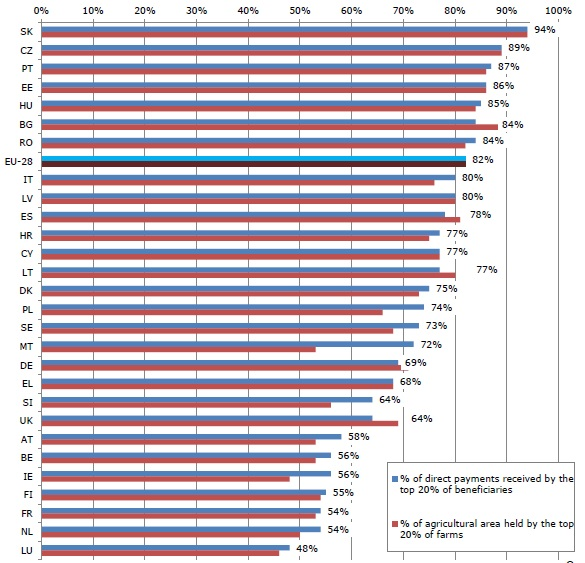 0% 10% 20% 30% 40% 50% 60% 70% 80% 90% 100%
SK 94%
CZ 89%
PT 87%
EE 86%
HU 85%
BG 84%
RO 84%
EU-28 82%
IT 80%
LV 80%
ES 78%
HR 77%
CY 77%
LT 77%
DK 75%
PL 74%
SE 73%
MT 72%
DE 69%
EL 68%
SI 64%
UK 64%
AT 58%
BE 56%
IE 56%
FI 55%
FR 54%
NL 54%
LU 48%
% of direct payments received by the
top 20% of beneficiaries
% of agricultural area held by the top
20% of farms